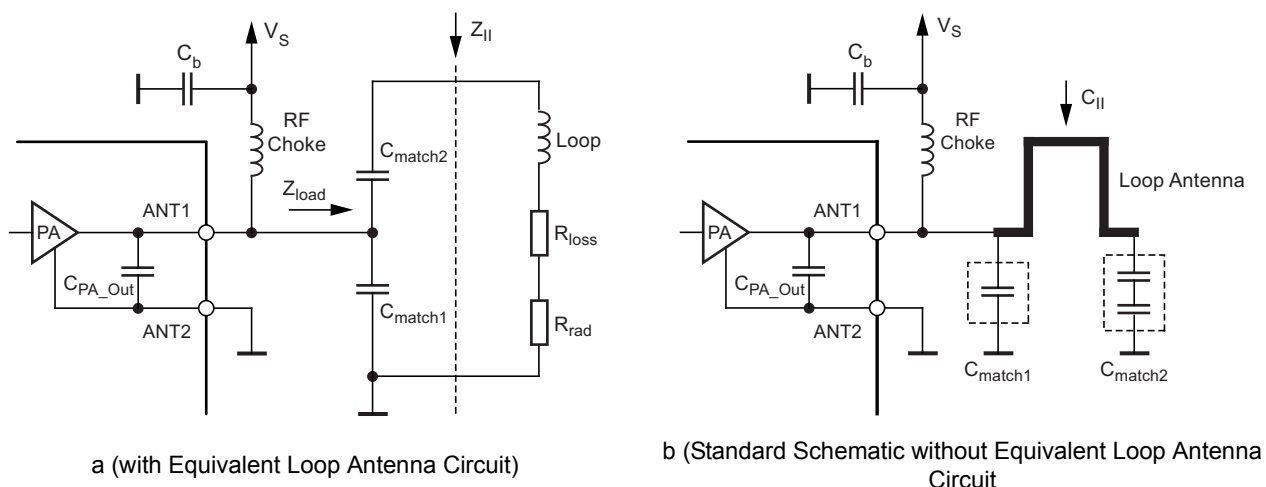 V_S
C_b
RF
Choke
Z_load
ANT1
PA
C_PA_Out
ANT2
Z_II
C_match2
C_match1
Loop
R_loss
R_rad
a (with Equivalent Loop Antenna Circuit)
V_S
C_b
RF
Choke
C_II
Loop Antenna
ANT1
PA
C_PA_Out
ANT2
C_match1
C_match2
b (Standard Schematic without Equivalent Loop Antenna
Circuit